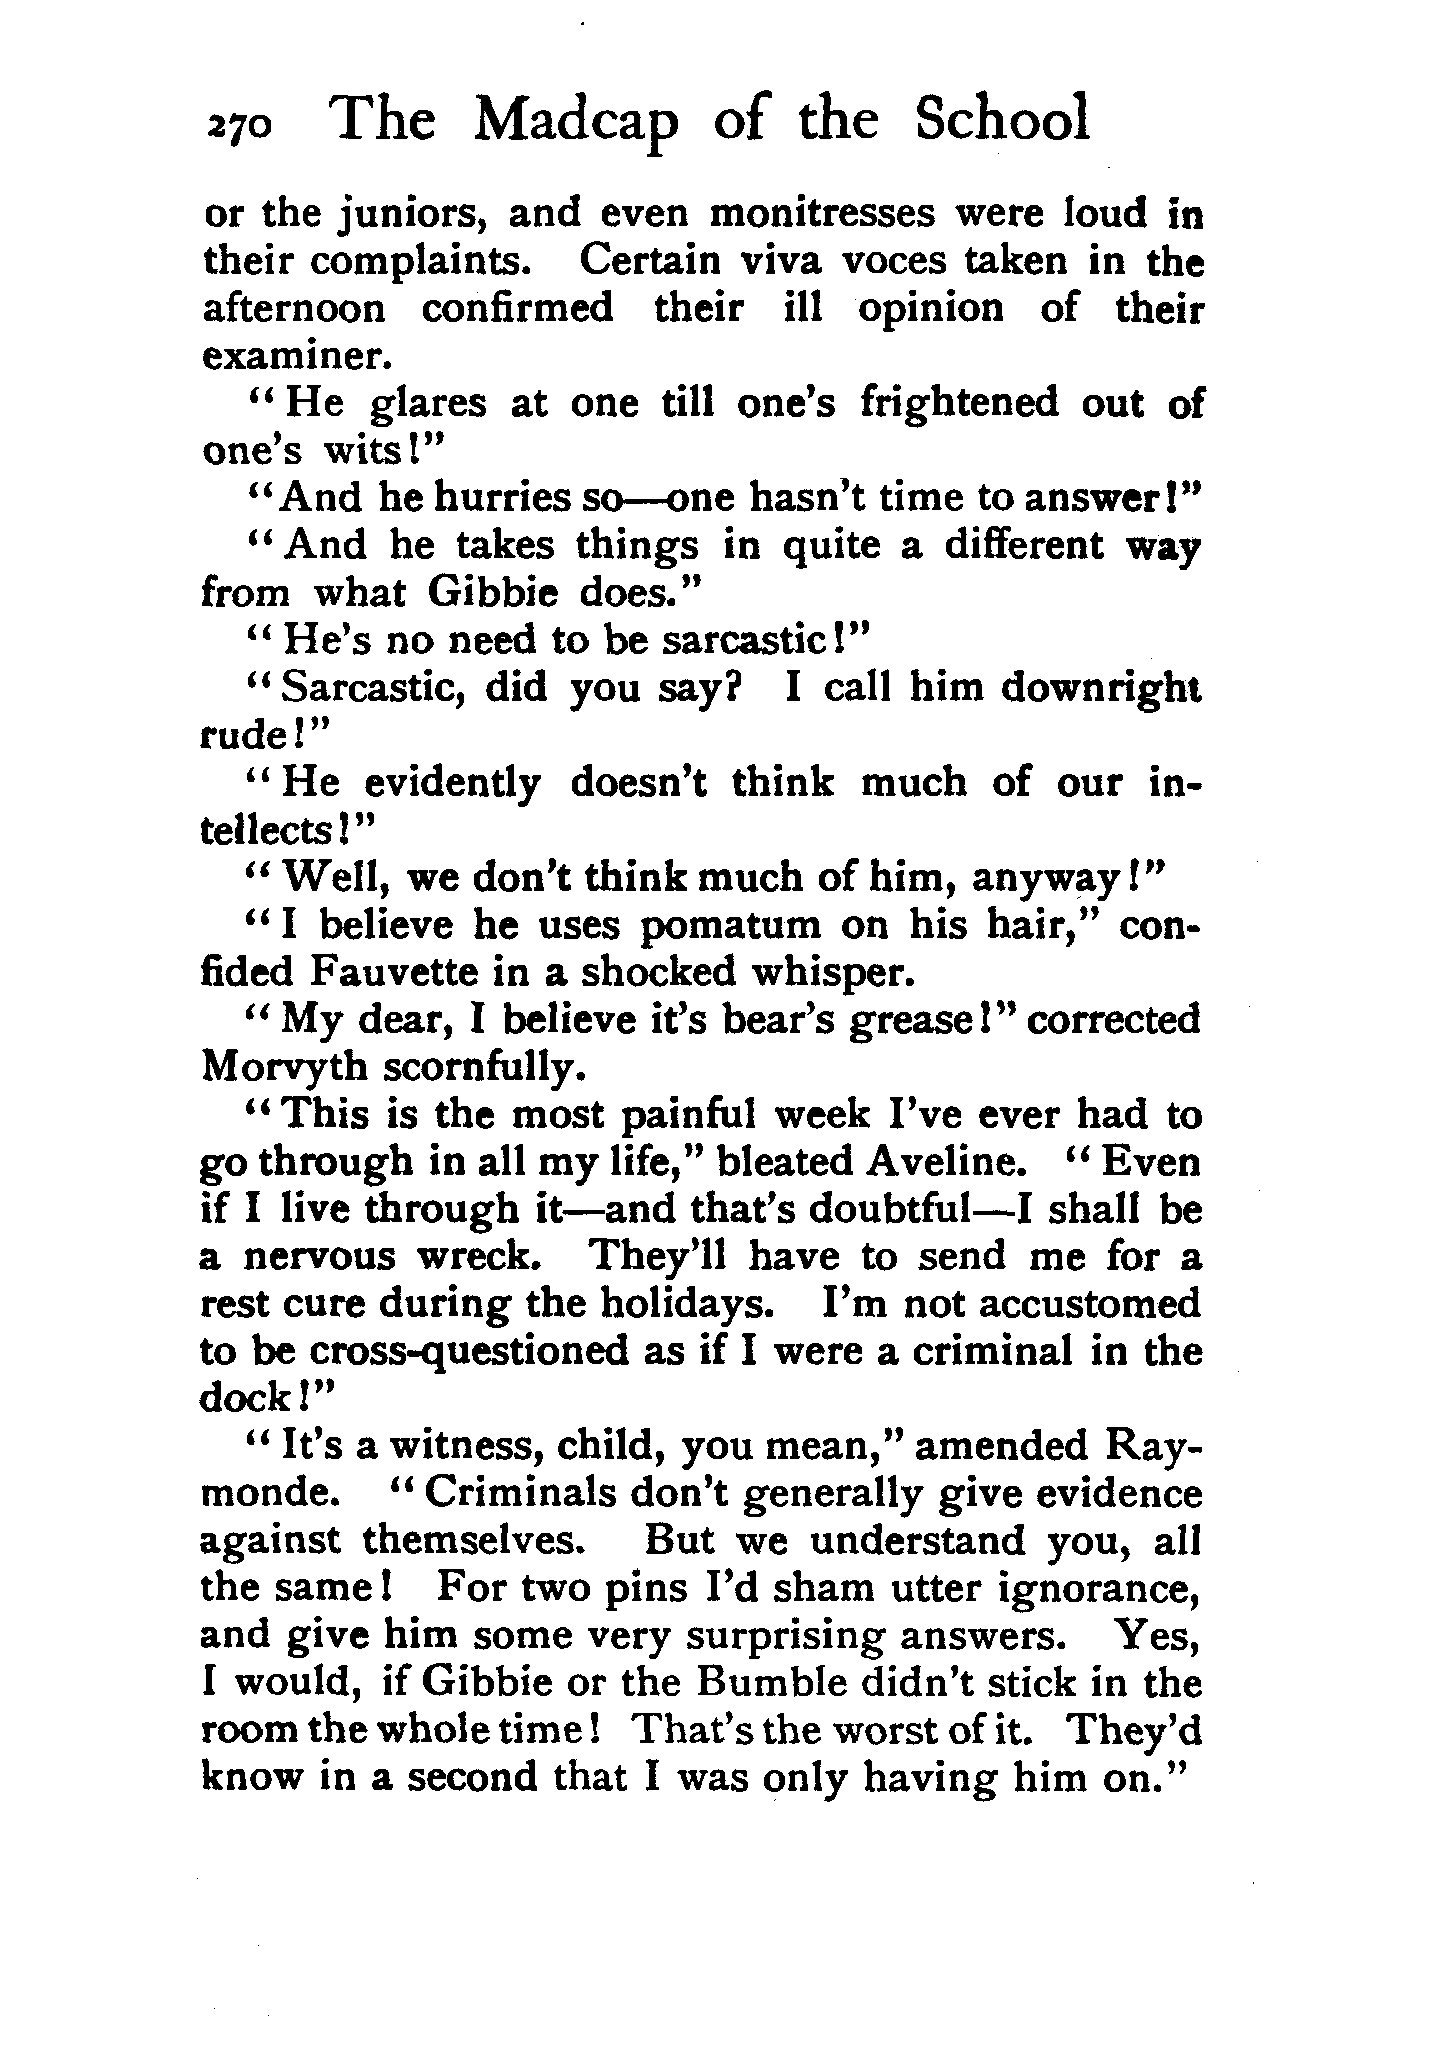 270 The Madcap of the School
or the juniors, and even monitresses were loud in
their complaints. Certain viva voces taken in the
afternoon confirmed their ill opinion of their
examiner.
"He glares at one till one's frightened out of
one's wits!"
"And he hurries so—one hasn't time to answer!"
"And he takes things in quite a different way
from what Gibbie does."
"He's no need to be sarcastic!"
"Sarcastic, did you say? I call him downright
rude!"
"He evidently doesn't think much of our in-
tellects!"
"Well, we don't think much of him, anyway!"
"I believe he uses pomatum on his hair," con-
fided Fauvette in a shocked whisper.
"My dear, I believe it's bear's grease!" corrected
Morvyth scornfully.
"This is the most painful week I've ever had to
go through in all my life," bleated Aveline. "Even
if I live through it—and that's doubtful—I shall be
a nervous wreck. They'll have to send me for a
rest cure during the holidays. I'm not accustomed
to be cross-questioned as if I were a criminal in the
dock!"
"It's a witness, child, you mean," amended Ray-
monde. "Criminals don't generally give evidence
against themselves. But we understand you, all
the same! For two pins I'd sham utter ignorance,
and give him some very surprising answers. Yes,
I would, if Gibbie or the Bumble didn't stick in the
room the whole time! That's the worst of it. They'd
know in a second that I was only having him on."